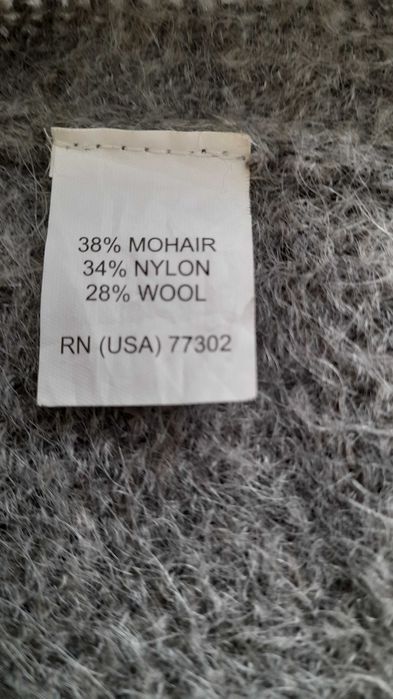 38% MOHAIR
34% NYLON
28% WOOL
RN (USA) 77302